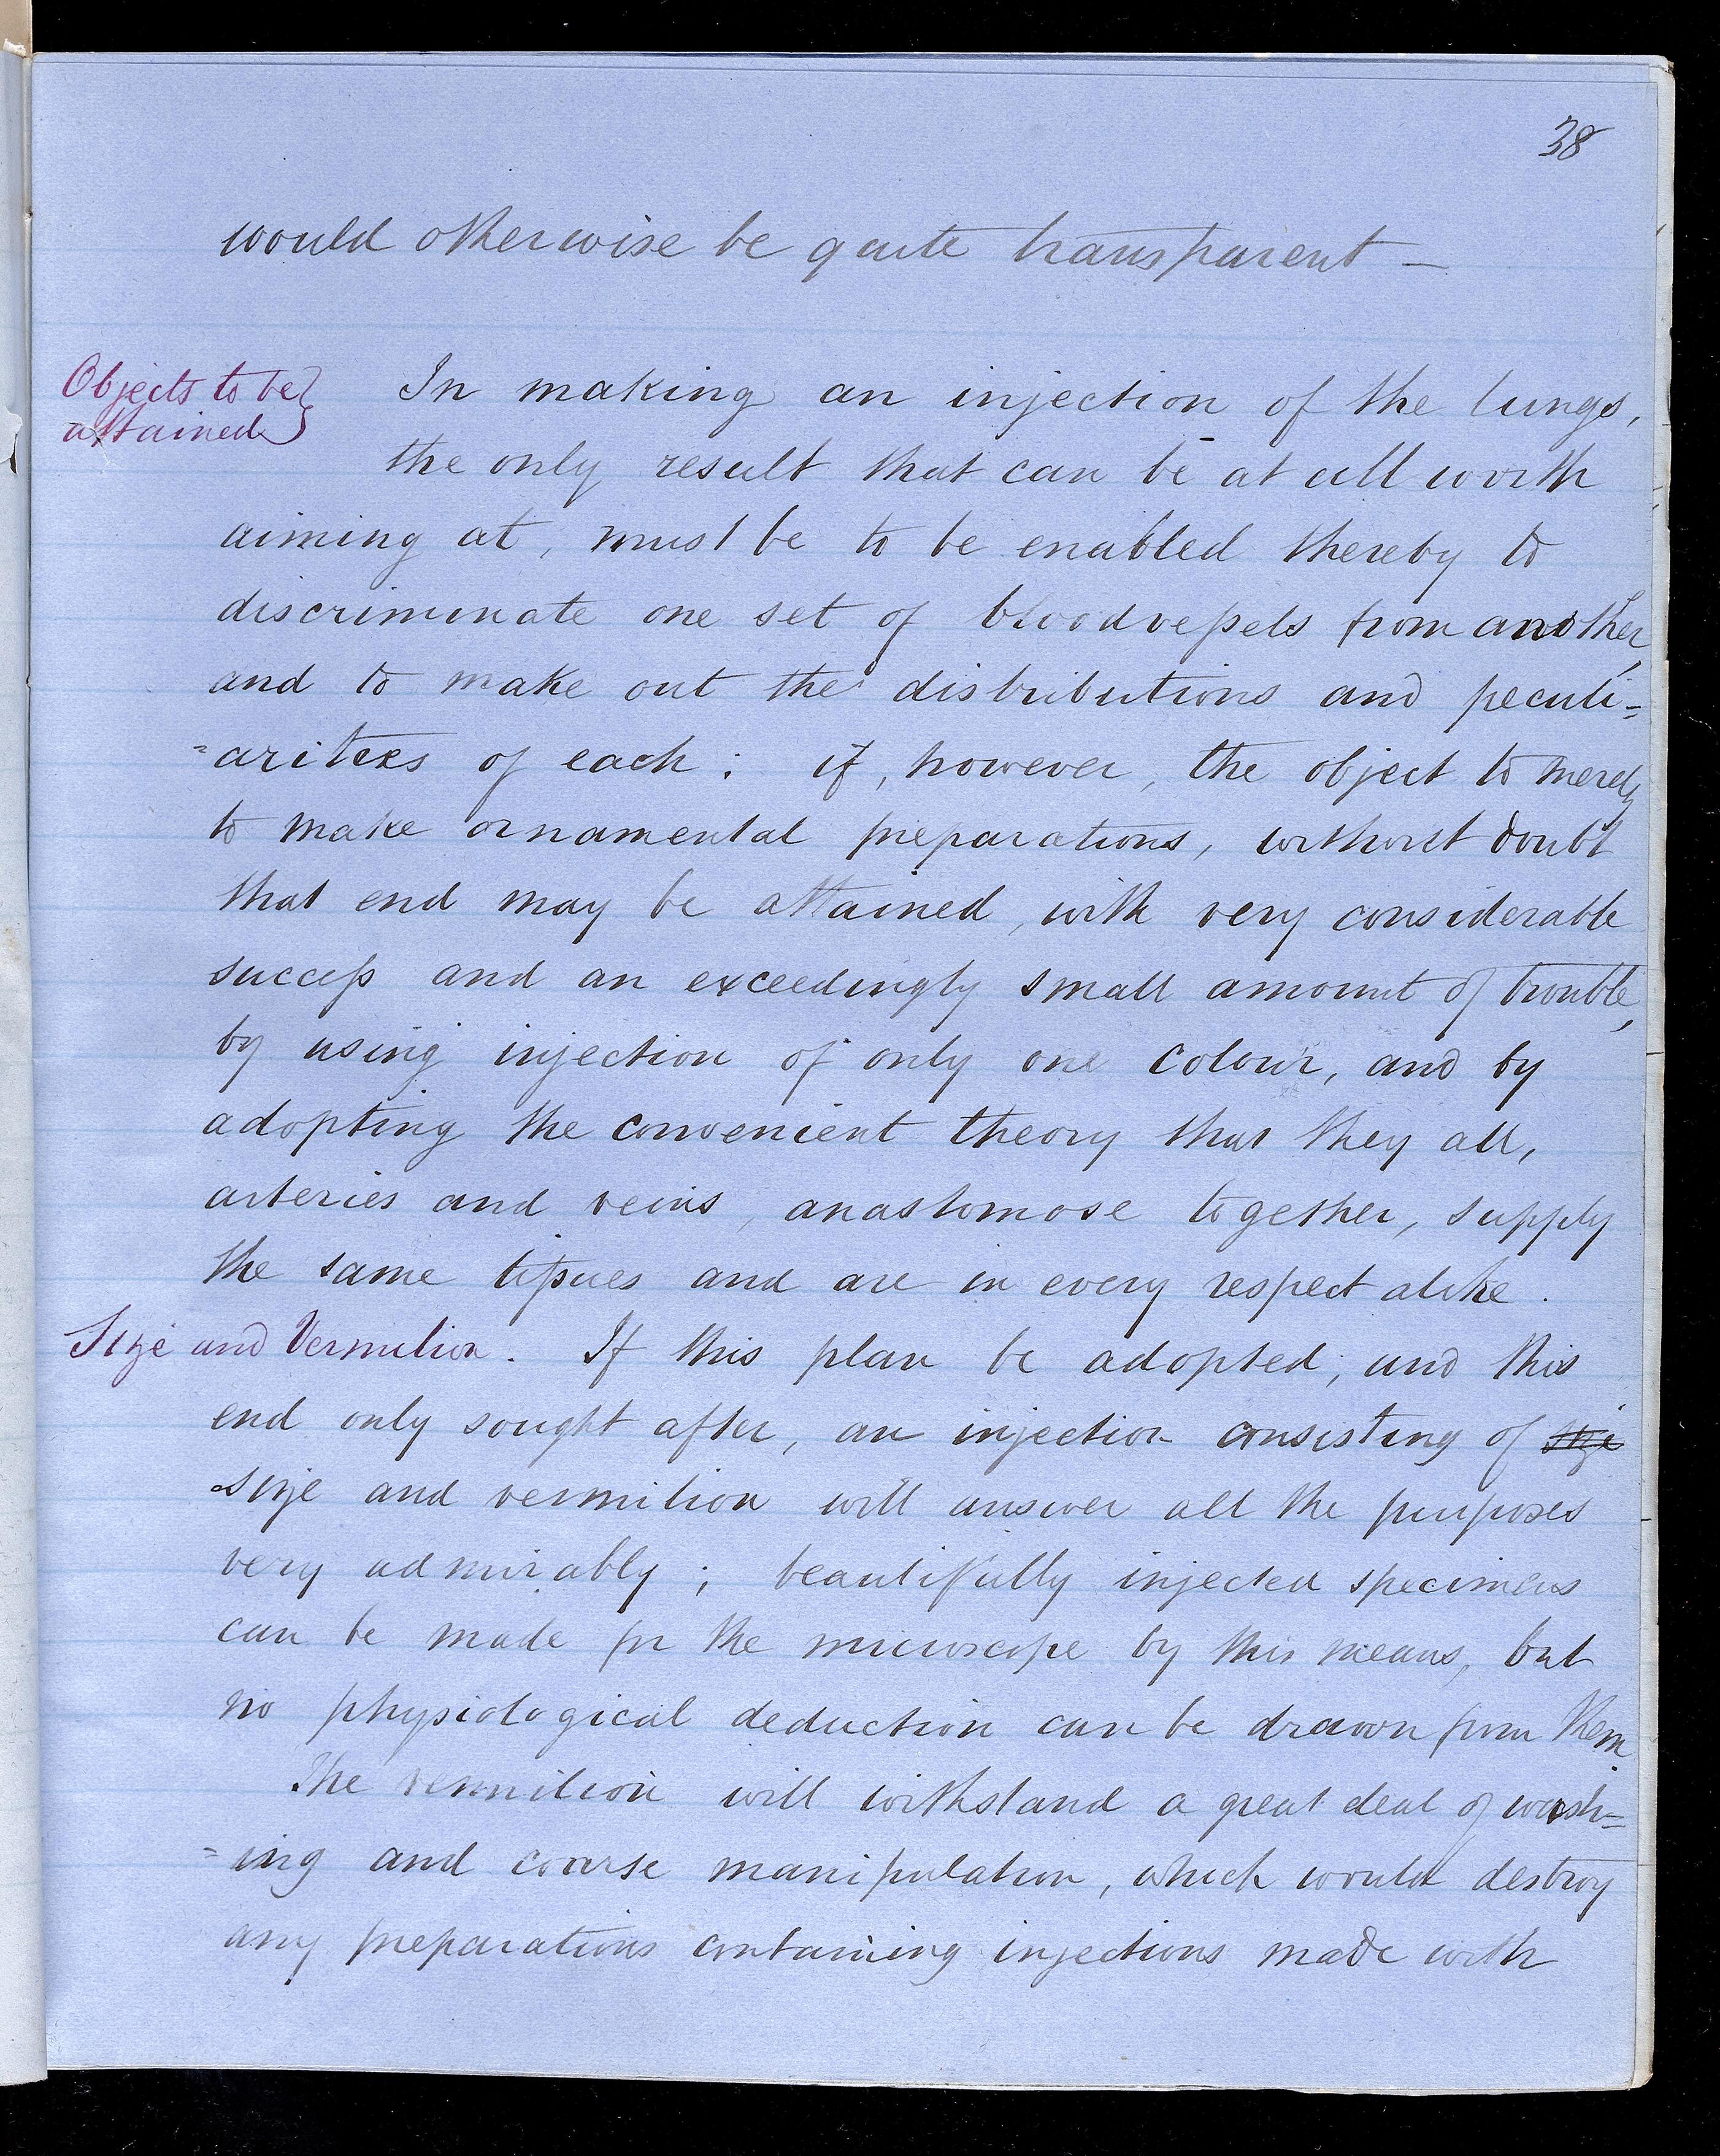 38
would otherwise be quite transparent —
Objects to be
attained
In making an injection of the lungs,
the only result that can be at all worth
aiming at, must be to be enabled thereby to
discriminate one set of bloodvessels from another,
and to make out the distributions and peculi=
=arities of each : if, however, the object to merely
to make ornamental preparations, without doubt
that end may be attained, with very considerable
success and an exceedingly small amount of trouble,
by using injection of only one colour, and by
adopting the convenient theory that they all,
arteries and veins, anastomose together, supply
the same tissues and are in every respect alike.
Size and Vermilion. If this plan be adopted, and this
end only sought after, an injection consisting of size
size and vermilion will answer all the purposes
very admirably ; beautifully injected specimens
can be made for the microscope by this means, but
no physiological deduction can be drawn from them.
The vermilion will withstand a great deal of wash=
=ing and coarse manipulation, which would destroy
any preparations containing injections made with